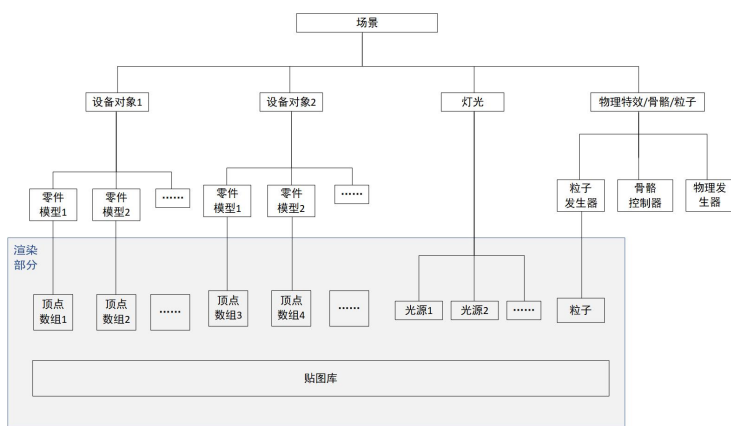 场景
设备对象1
设备对象2
灯光
物理特效/骨骼/粒子
零件
模型1
零件
模型2
……
零件
模型1
零件
模型2
……
粒子
发生器
骨骼
控制器
物理发
生器
渲染
部分
顶点
数组1
顶点
数组2
……
顶点
数组3
顶点
数组4
……
光源1
光源2
……
粒子
贴图库